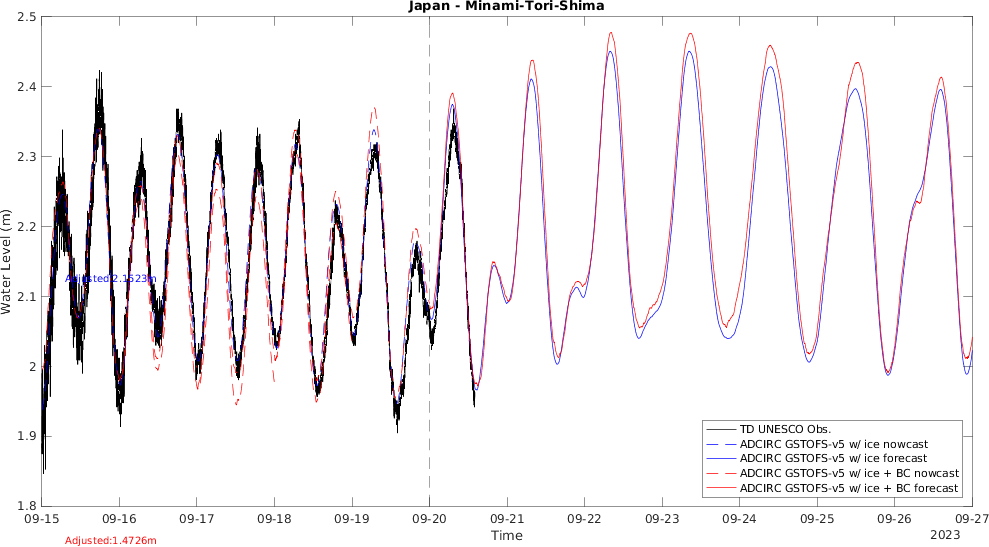 Japan - Minami-Tori-Shima
2.5
2.4
2.3
2.2
2.1
2
1.9
1.8
Water Level (m)
Adjusted:2.1523m
TD UNESCO Obs.
ADCIRC GSTOFS-v5 w/ ice nowcast
ADCIRC GSTOFS-v5 w/ ice forecast
ADCIRC GSTOFS-v5 w/ ice + BC nowcast
ADCIRC GSTOFS-v5 w/ ice + BC forecast
09-15 09-16 09-17 09-18 09-19 09-20 09-21 09-22 09-23 09-24 09-25 09-26 09-27
Time
2023
Adjusted:1.4726m